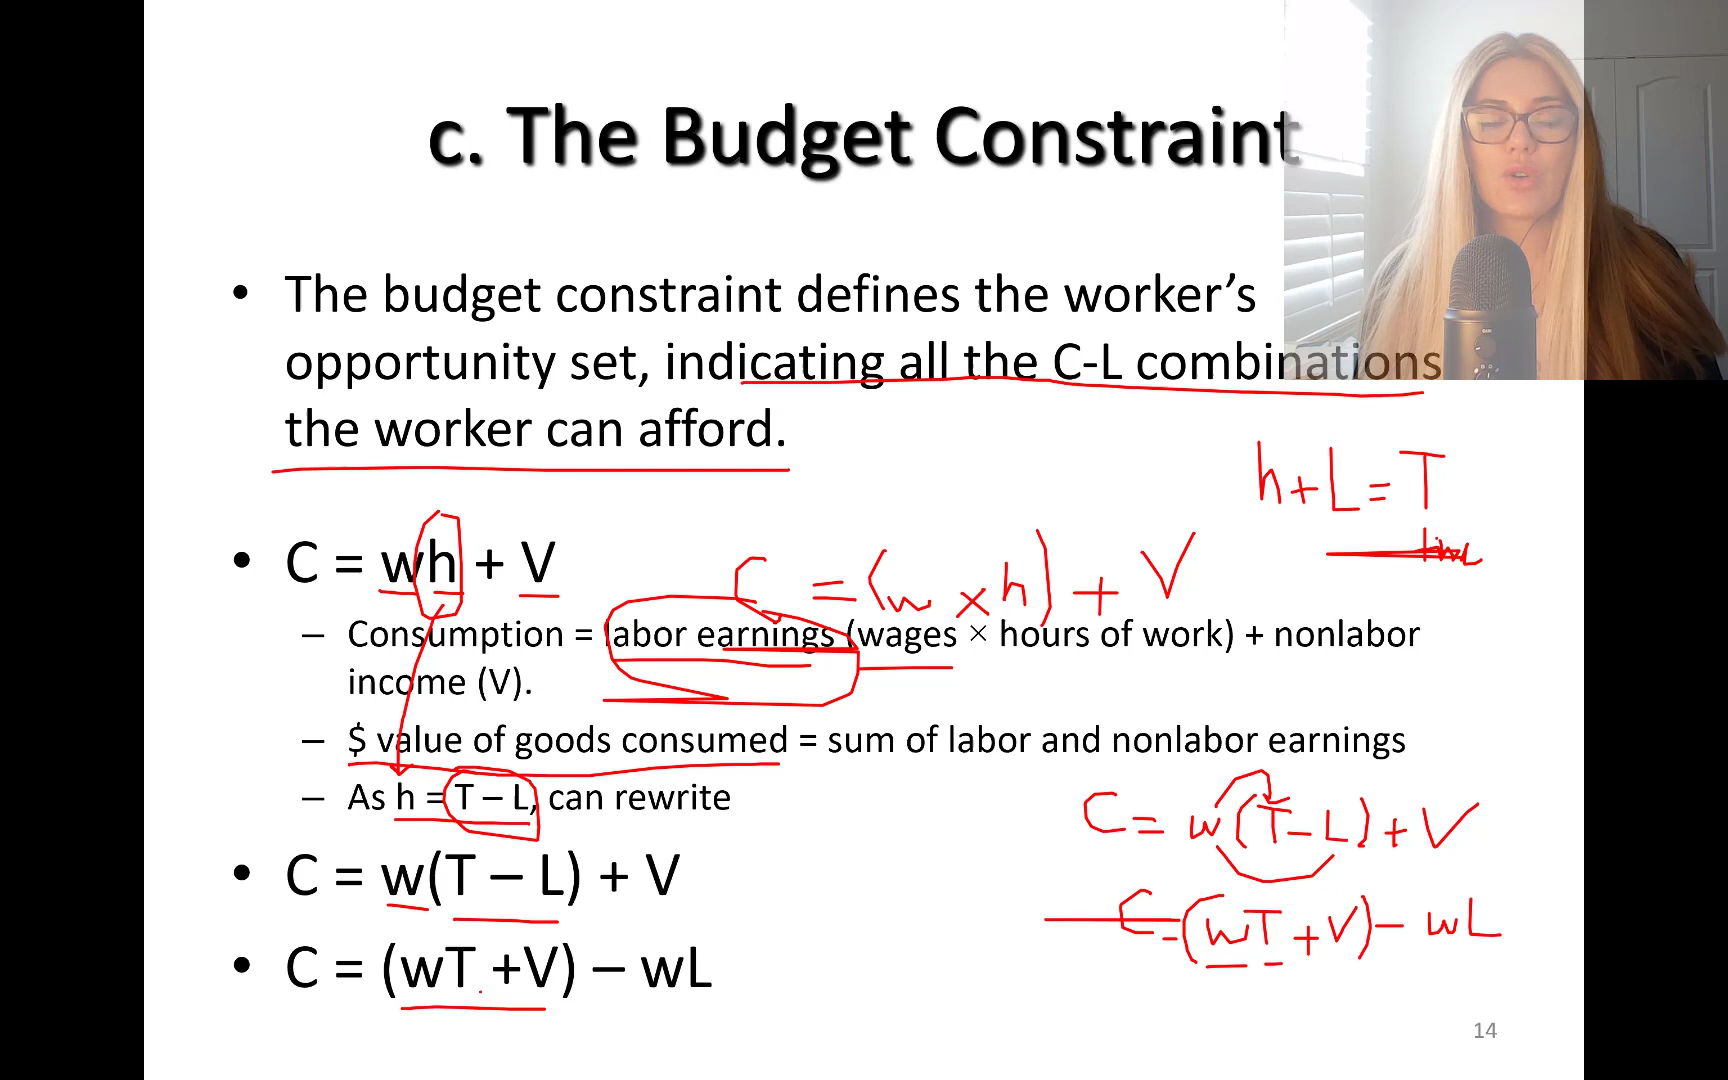 c. The Budget Constraint
• The budget constraint defines the worker’s
opportunity set, indicating all the C-L combinations
the worker can afford.
h + L = T
time
• C = wh + V
C = (w × h) + V
– Consumption = labor earnings (wages × hours of work) + nonlabor
income (V).
– $ value of goods consumed = sum of labor and nonlabor earnings
– As h = T – L, can rewrite
C = w(T – L) + V
• C = w(T – L) + V
C = (wT + V) – wL
• C = (wT +V) – wL
14